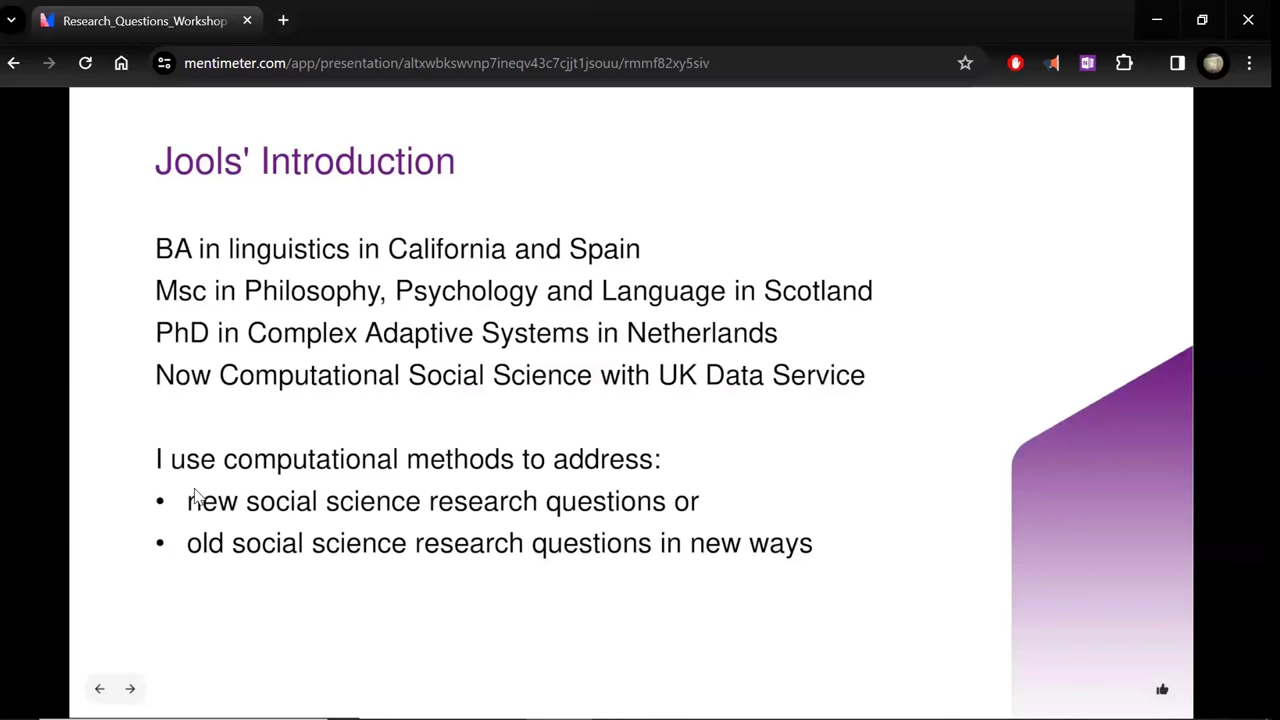 Research_Questions_Workshop
mentimeter.com/app/presentation/altxwbkswvnp7ineqv43c7cjjt1jsouu/rmmf82xy5siv
Jools' Introduction
BA in linguistics in California and Spain
Msc in Philosophy, Psychology and Language in Scotland
PhD in Complex Adaptive Systems in Netherlands
Now Computational Social Science with UK Data Service
I use computational methods to address:
• new social science research questions or
• old social science research questions in new ways